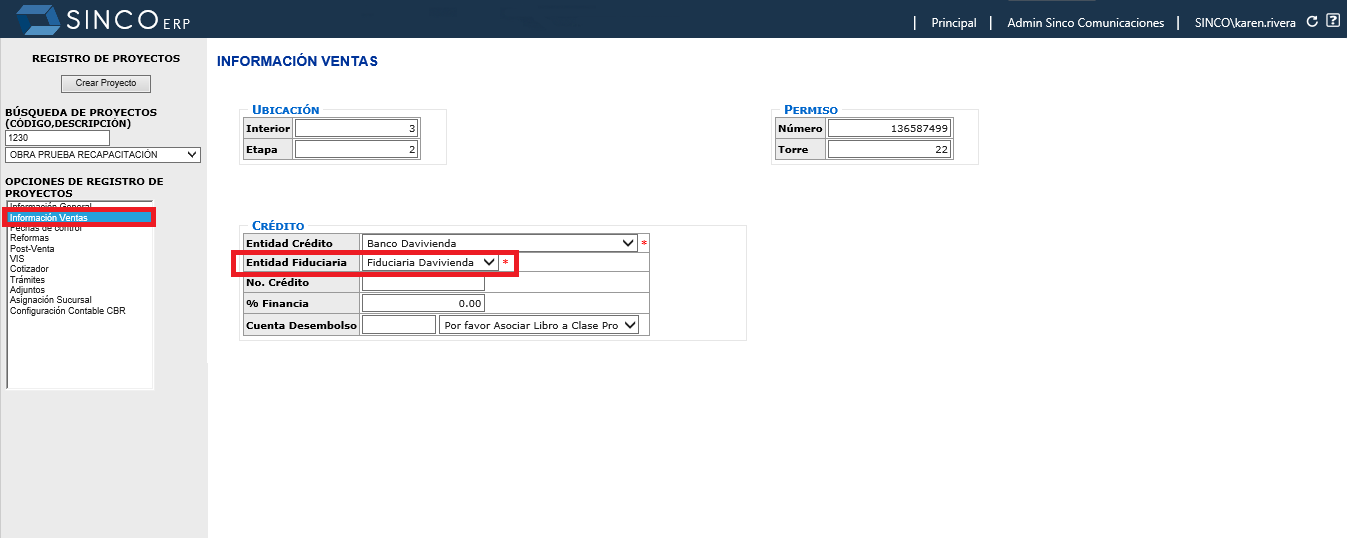 SINCO ERP
| Principal | Admin Sinco Comunicaciones | SINCO\karen.rivera
REGISTRO DE PROYECTOS
Crear Proyecto
BÚSQUEDA DE PROYECTOS
(CÓDIGO,DESCRIPCIÓN)
1230
OBRA PRUEBA RECAPACITACIÓN
OPCIONES DE REGISTRO DE
PROYECTOS
Información General
Información Ventas
Fechas de control
Reformas
Post-Venta
VIS
Cotizador
Trámites
Adjuntos
Asignación Sucursal
Configuración Contable CBR
INFORMACIÓN VENTAS
UBICACIÓN
Interior 3
Etapa 2
PERMISO
Número 136587499
Torre 22
CRÉDITO
Entidad Crédito Banco Davivienda *
Entidad Fiduciaria Fiduciaria Davivenda *
No. Crédito
% Financia 0.00
Cuenta Desembolso Por favor Asociar Libro a Clase Pro